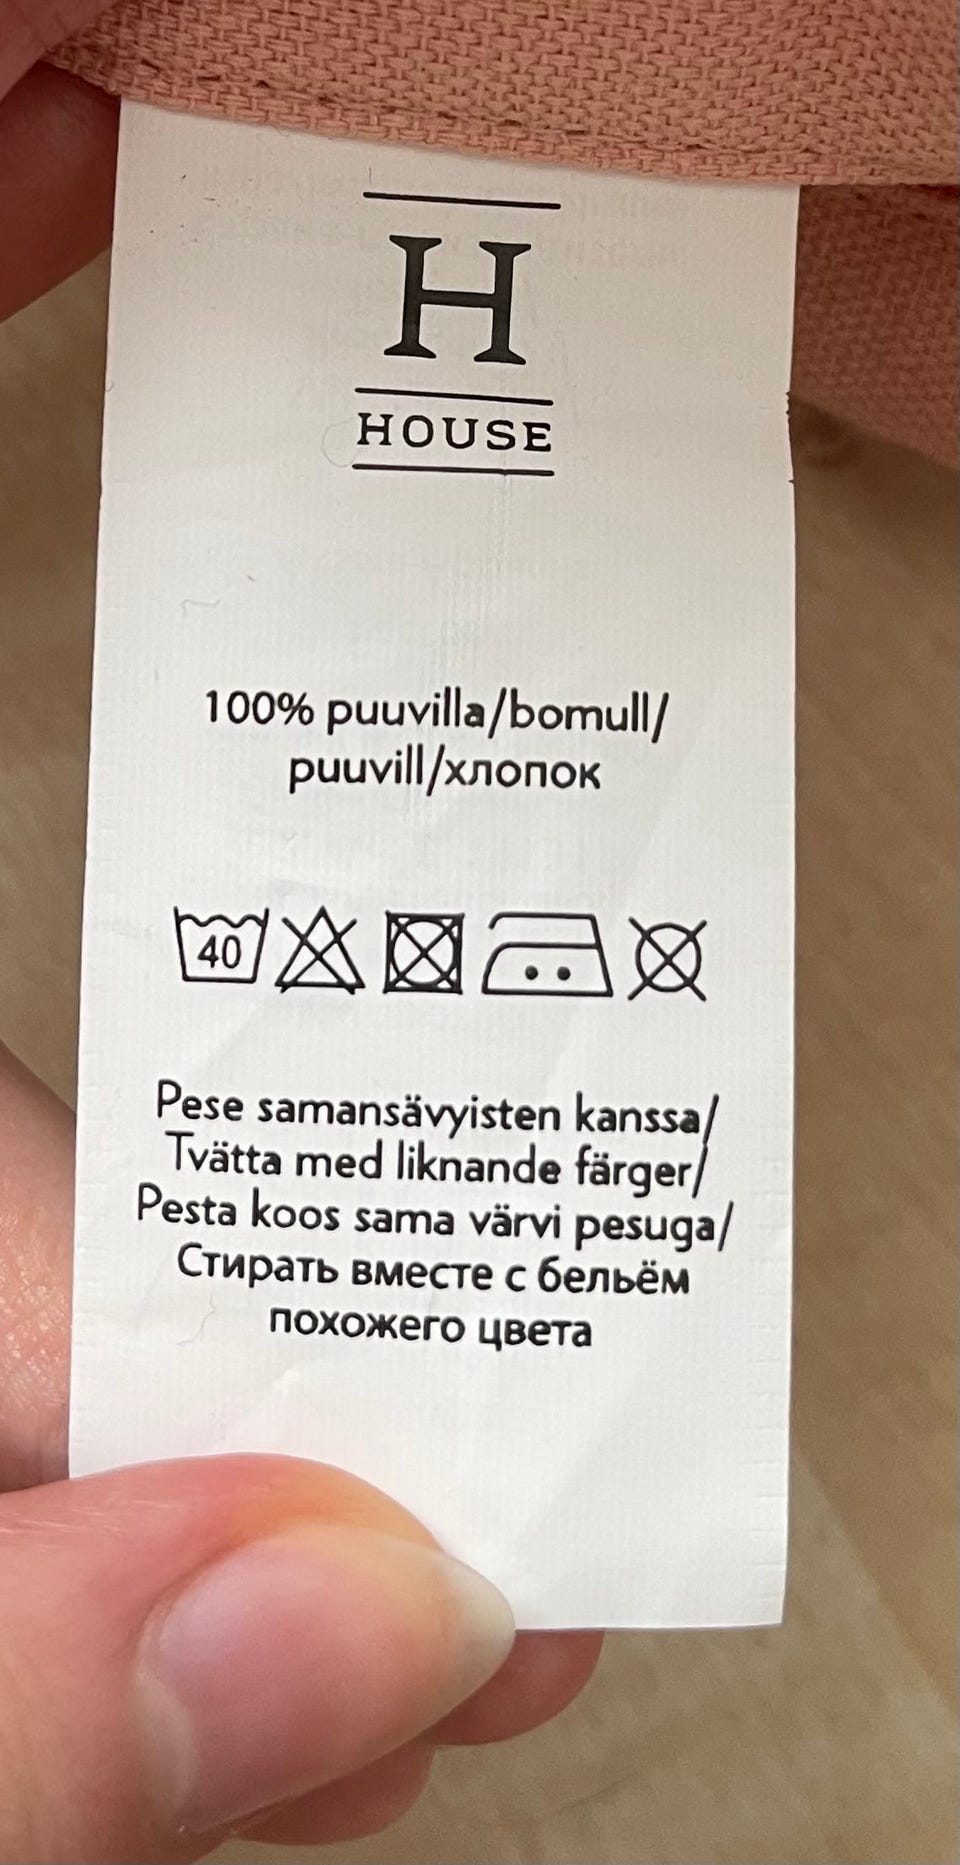 H
HOUSE
100% puuvilla/bomull/
puuvill/хлопок
40
Pese samansävyisten kanssa/
Tvätta med liknande färger/
Pesta koos sama värvi pesuga/
Стирать вместе с бельём
похожего цвета